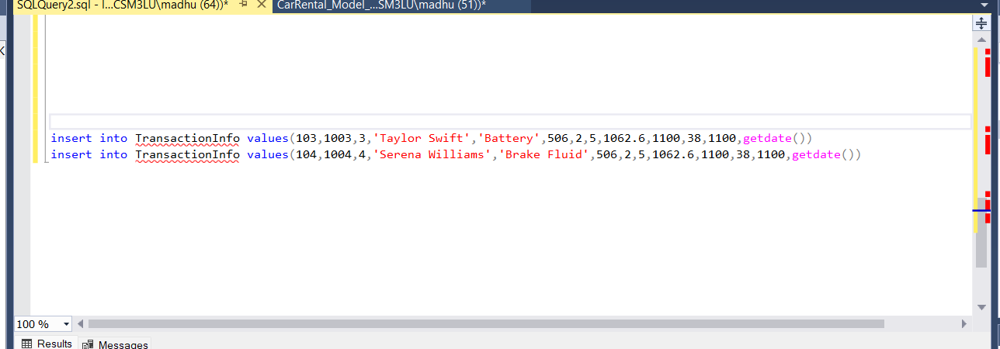 SQLQuery2.sql - l...CSM3LU\madhu (64))* CarRental_Model_...SM3LU\madhu (51))*
insert into TransactionInfo values(103,1003,3,'Taylor Swift','Battery',506,2,5,1062.6,1100,38,1100,getdate())
insert into TransactionInfo values(104,1004,4,'Serena Williams','Brake Fluid',506,2,5,1062.6,1100,38,1100,getdate())
100 %
Results Messages